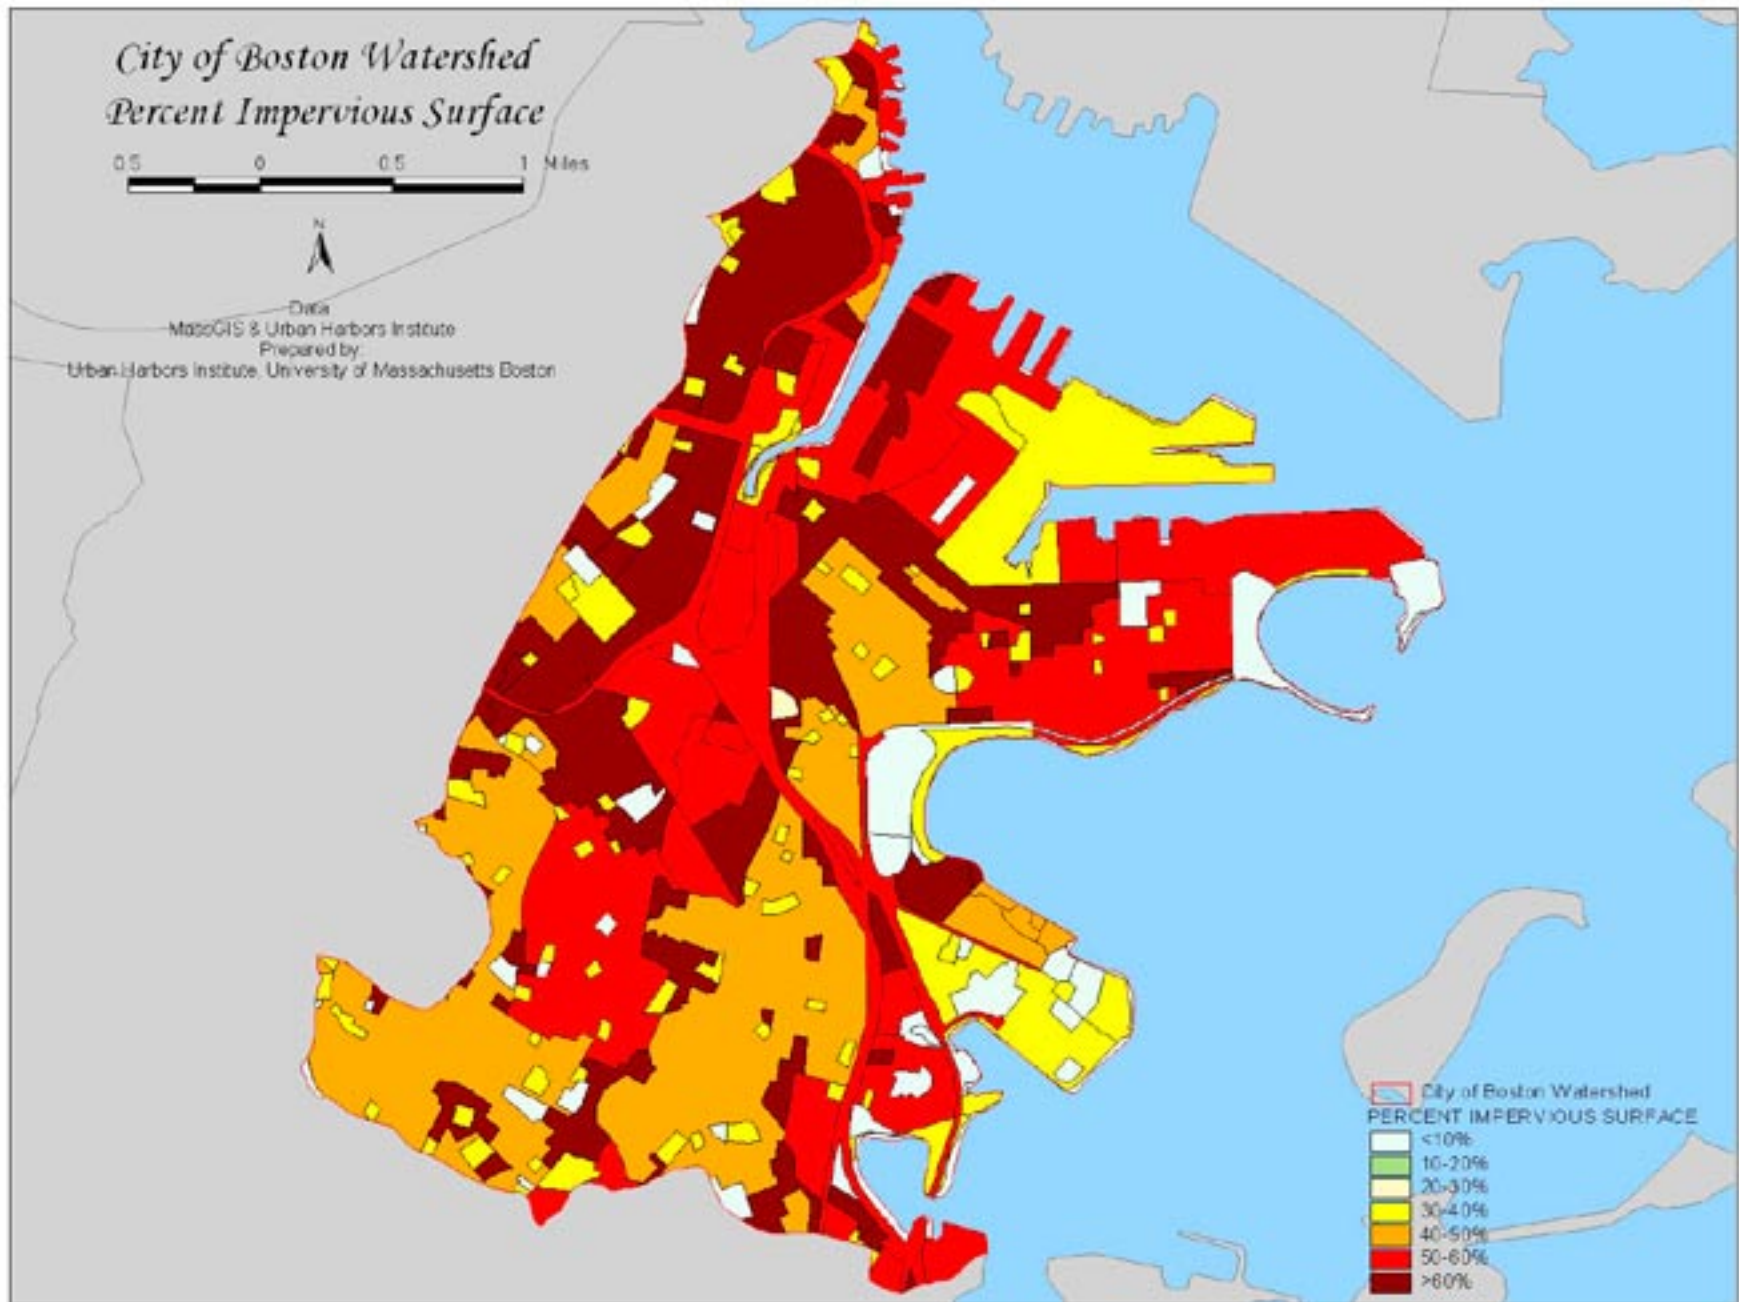 City of Boston Watershed
Percent Impervious Surface
0.5 0 0.5 1 Miles
N
Data
MassGIS & Urban Harbors Institute
Prepared by:
Urban Harbors Institute, University of Massachusetts Boston
City of Boston Watershed
PERCENT IMPERVIOUS SURFACE
<10%
10-20%
20-30%
30-40%
40-50%
50-60%
>60%